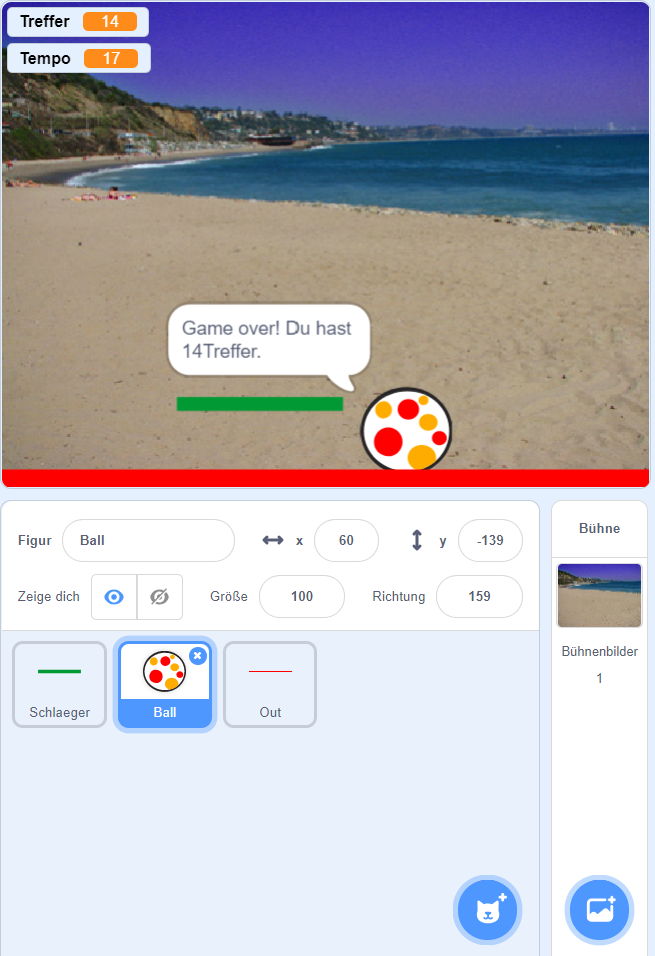 Treffer 14
Tempo 17
Game over! Du hast
14Treffer.
Figur Ball x 60 y -139
Zeige dich Größe 100 Richtung 159
Schlaeger Ball Out
Bühne
Bühnenbilder
1